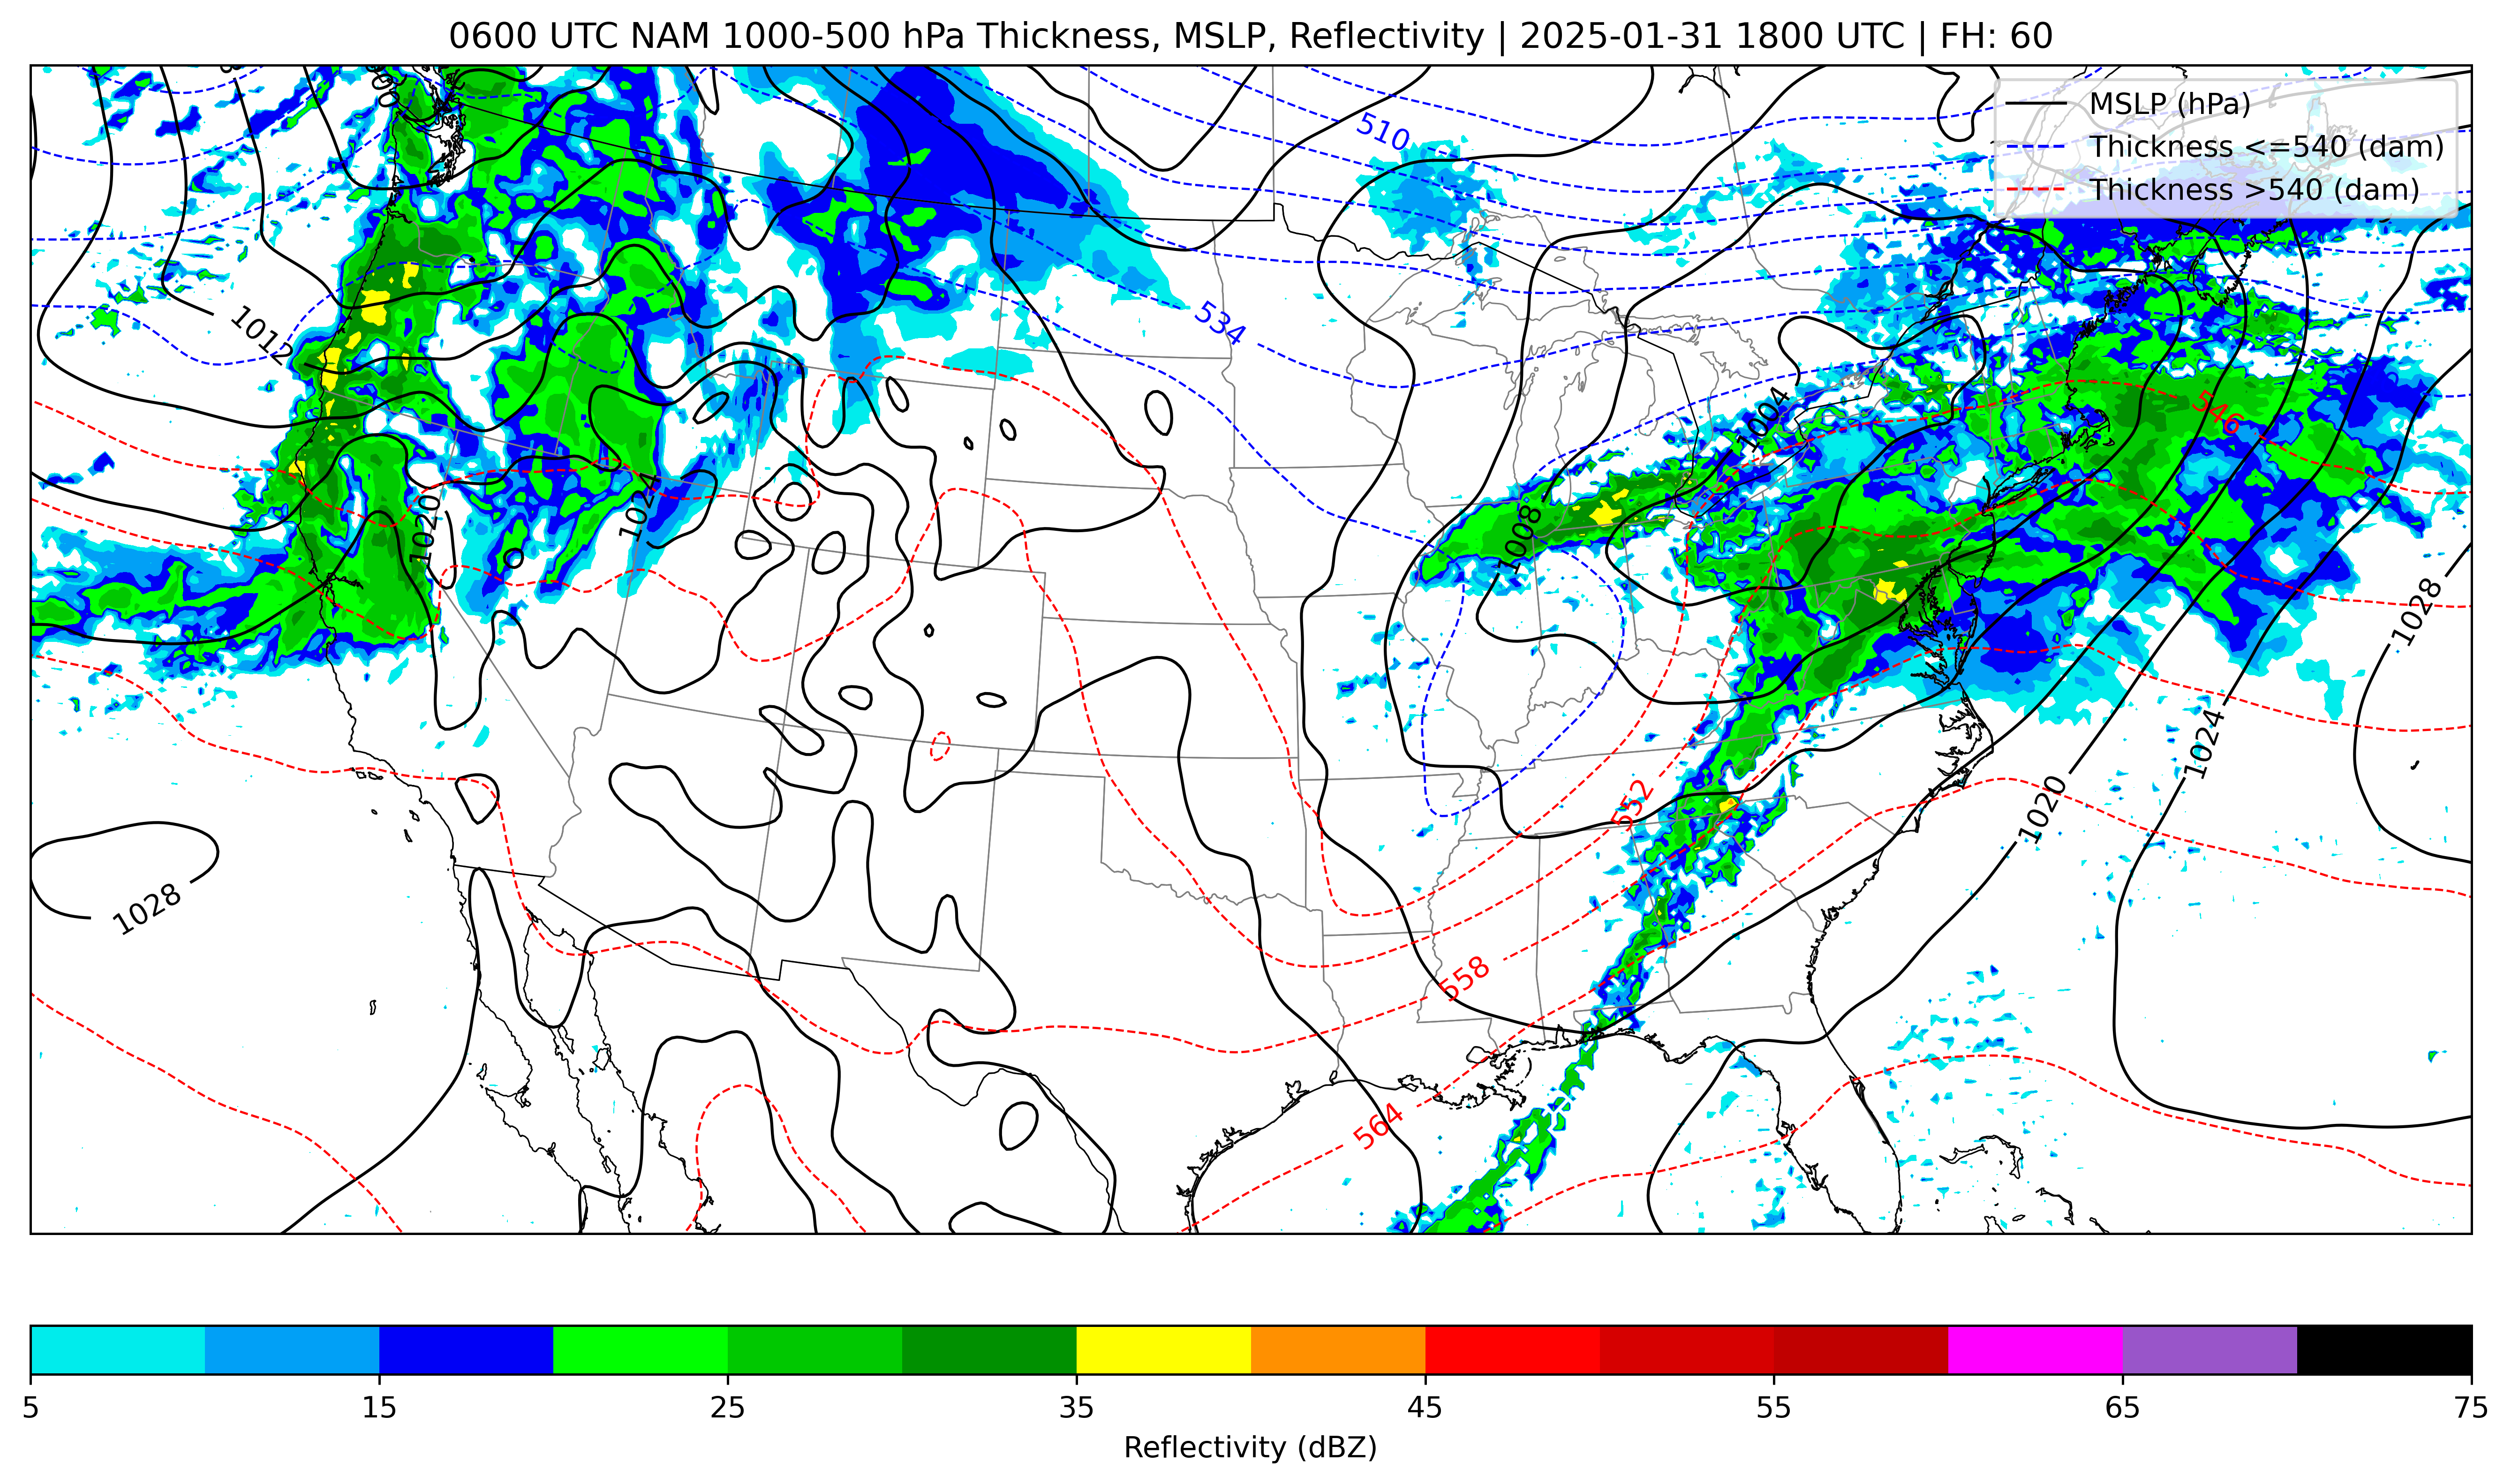 0600 UTC NAM 1000-500 hPa Thickness, MSLP, Reflectivity | 2025-01-31 1800 UTC | FH: 60
MSLP (hPa)
Thickness <=540 (dam)
Thickness >540 (dam)
510
534
1012
546
1004
1020
1024
1008
1028
1024
552
1020
1028
558
564
5 15 25 35 45 55 65 75
Reflectivity (dBZ)